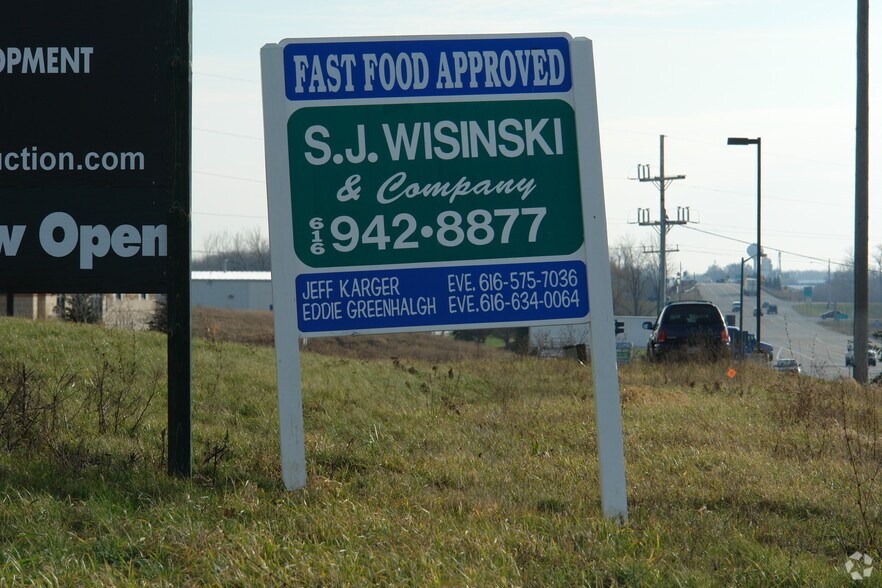 OPMENT
uction.com
w Open
FAST FOOD APPROVED
S.J. WISINSKI
& Company
616 942•8877
JEFF KARGER EVE. 616-575-7036
EDDIE GREENHALGH EVE. 616-634-0064